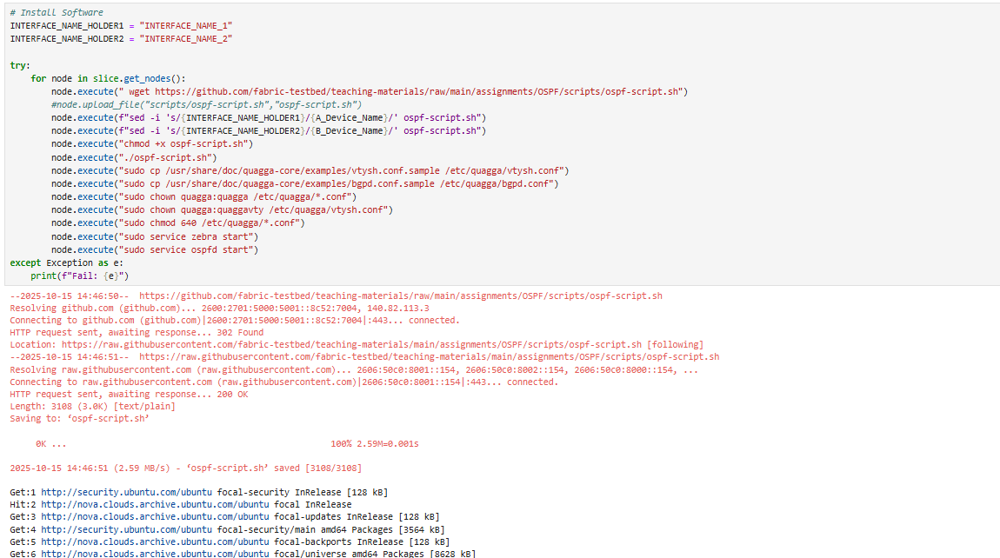 # Install Software
INTERFACE_NAME_HOLDER1 = "INTERFACE_NAME_1"
INTERFACE_NAME_HOLDER2 = "INTERFACE_NAME_2"
try:
    for node in slice.get_nodes():
        node.execute(" wget https://github.com/fabric-testbed/teaching-materials/raw/main/assignments/OSPF/scripts/ospf-script.sh")
        #node.upload_file("scripts/ospf-script.sh","ospf-script.sh")
        node.execute(f"sed -i 's/{INTERFACE_NAME_HOLDER1}/{A_Device_Name}/' ospf-script.sh")
        node.execute(f"sed -i 's/{INTERFACE_NAME_HOLDER2}/{B_Device_Name}/' ospf-script.sh")
        node.execute("chmod +x ospf-script.sh")
        node.execute("./ospf-script.sh")
        node.execute("sudo cp /usr/share/doc/quagga-core/examples/vtysh.conf.sample /etc/quagga/vtysh.conf")
        node.execute("sudo cp /usr/share/doc/quagga-core/examples/bgpd.conf.sample /etc/quagga/bgpd.conf")
        node.execute("sudo chown quagga:quagga /etc/quagga/*.conf")
        node.execute("sudo chown quagga:quaggavty /etc/quagga/vtysh.conf")
        node.execute("sudo chmod 640 /etc/quagga/*.conf")
        node.execute("sudo service zebra start")
        node.execute("sudo service ospfd start")
except Exception as e:
    print(f"Fail: {e}")
--2025-10-15 14:46:50--  https://github.com/fabric-testbed/teaching-materials/raw/main/assignments/OSPF/scripts/ospf-script.sh
Resolving github.com (github.com)... 2600:2701:5000:5001::8c52:7004, 140.82.113.3
Connecting to github.com (github.com)|2600:2701:5000:5001::8c52:7004|:443... connected.
HTTP request sent, awaiting response... 302 Found
Location: https://raw.githubusercontent.com/fabric-testbed/teaching-materials/main/assignments/OSPF/scripts/ospf-script.sh [following]
--2025-10-15 14:46:51--  https://raw.githubusercontent.com/fabric-testbed/teaching-materials/main/assignments/OSPF/scripts/ospf-script.sh
Resolving raw.githubusercontent.com (raw.githubusercontent.com)... 2606:50c0:8001::154, 2606:50c0:8002::154, 2606:50c0:8000::154, ...
Connecting to raw.githubusercontent.com (raw.githubusercontent.com)|2606:50c0:8001::154|:443... connected.
HTTP request sent, awaiting response... 200 OK
Length: 3108 (3.0K) [text/plain]
Saving to: ‘ospf-script.sh’
     0K ...                                                   100% 2.59M=0.001s
2025-10-15 14:46:51 (2.59 MB/s) - ‘ospf-script.sh’ saved [3108/3108]
Get:1 http://security.ubuntu.com/ubuntu focal-security InRelease [128 kB]
Hit:2 http://nova.clouds.archive.ubuntu.com/ubuntu focal InRelease
Get:3 http://nova.clouds.archive.ubuntu.com/ubuntu focal-updates InRelease [128 kB]
Get:4 http://security.ubuntu.com/ubuntu focal-security/main amd64 Packages [3564 kB]
Get:5 http://nova.clouds.archive.ubuntu.com/ubuntu focal-backports InRelease [128 kB]
Get:6 http://nova.clouds.archive.ubuntu.com/ubuntu focal/universe amd64 Packages [8628 kB]